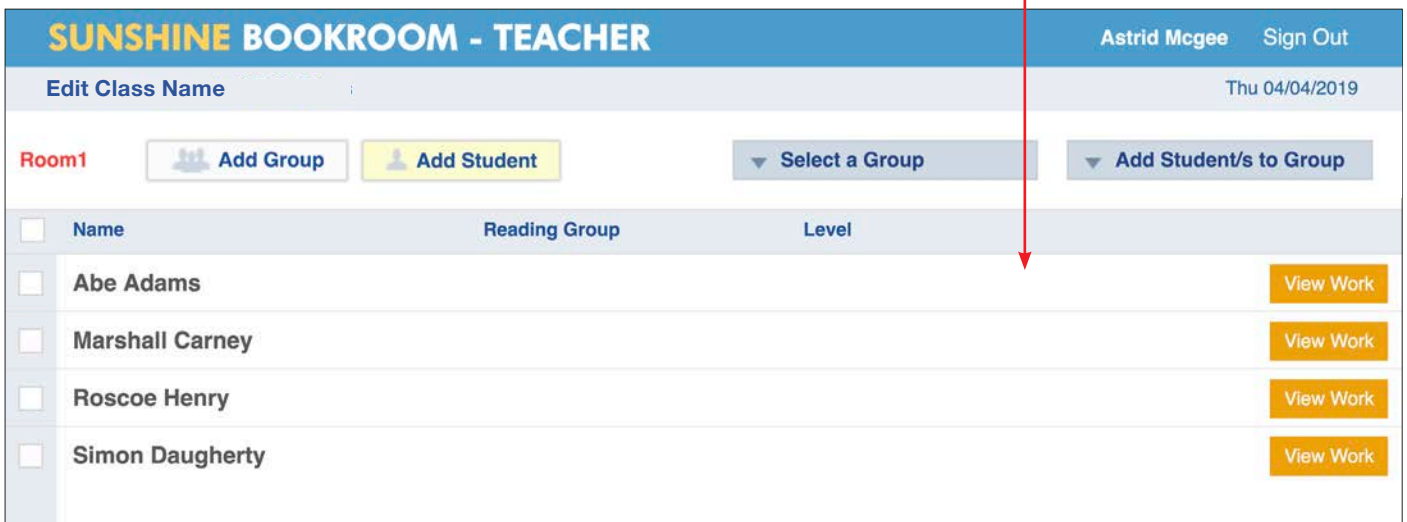 SUNSHINE BOOKROOM - TEACHER Astrid Mcgee Sign Out
Edit Class Name Thu 04/04/2019
Room1 Add Group Add Student Select a Group Add Student/s to Group
Name Reading Group Level
Abe Adams View Work
Marshall Carney View Work
Roscoe Henry View Work
Simon Daugherty View Work